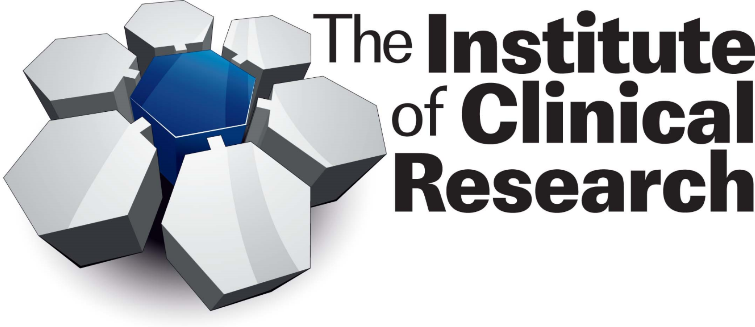 The Institute
of Clinical
Research